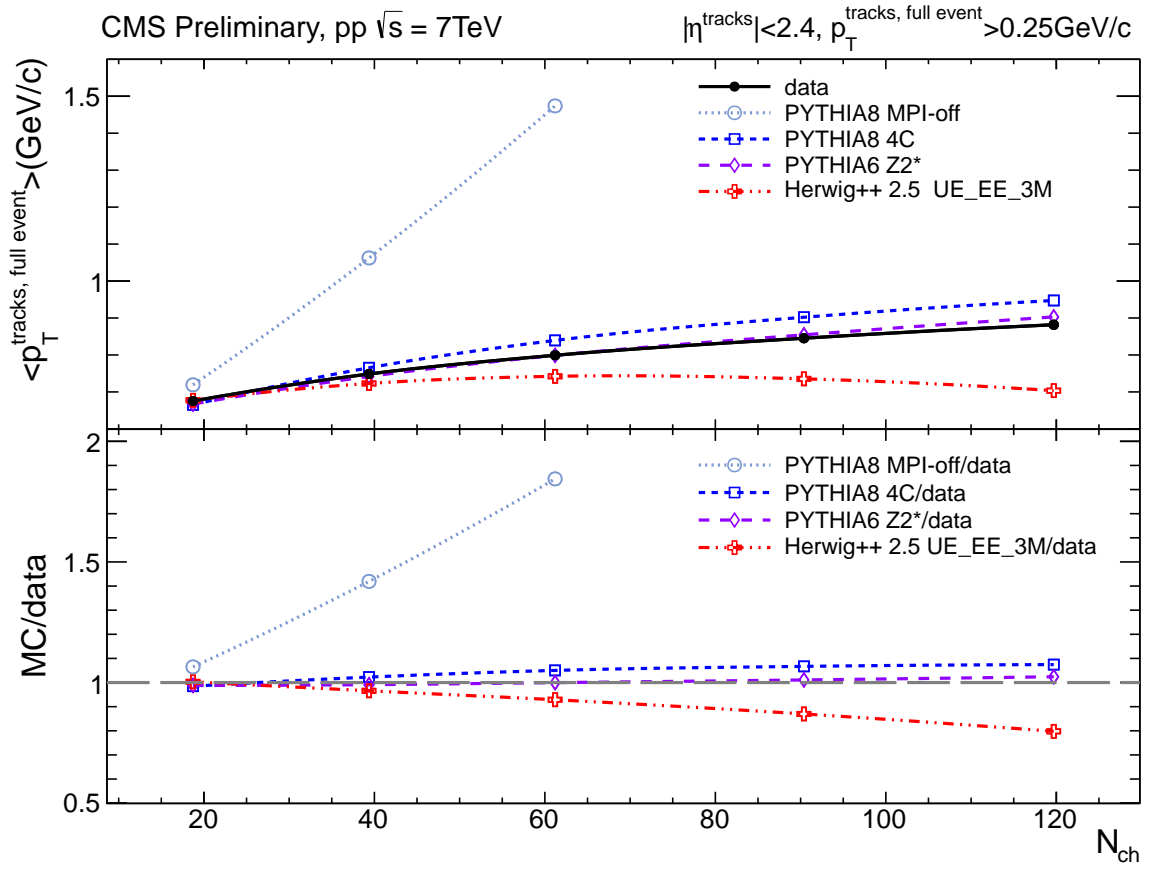 CMS Preliminary, pp √s = 7TeV
|η^tracks|<2.4, p_T^tracks, full event>0.25GeV/c
<p_T^tracks, full event>(GeV/c)
1.5
1
data
PYTHIA8 MPI-off
PYTHIA8 4C
PYTHIA6 Z2*
Herwig++ 2.5 UE_EE_3M
MC/data
2
1.5
1
0.5
PYTHIA8 MPI-off/data
PYTHIA8 4C/data
PYTHIA6 Z2*/data
Herwig++ 2.5 UE_EE_3M/data
20 40 60 80 100 120
N_ch